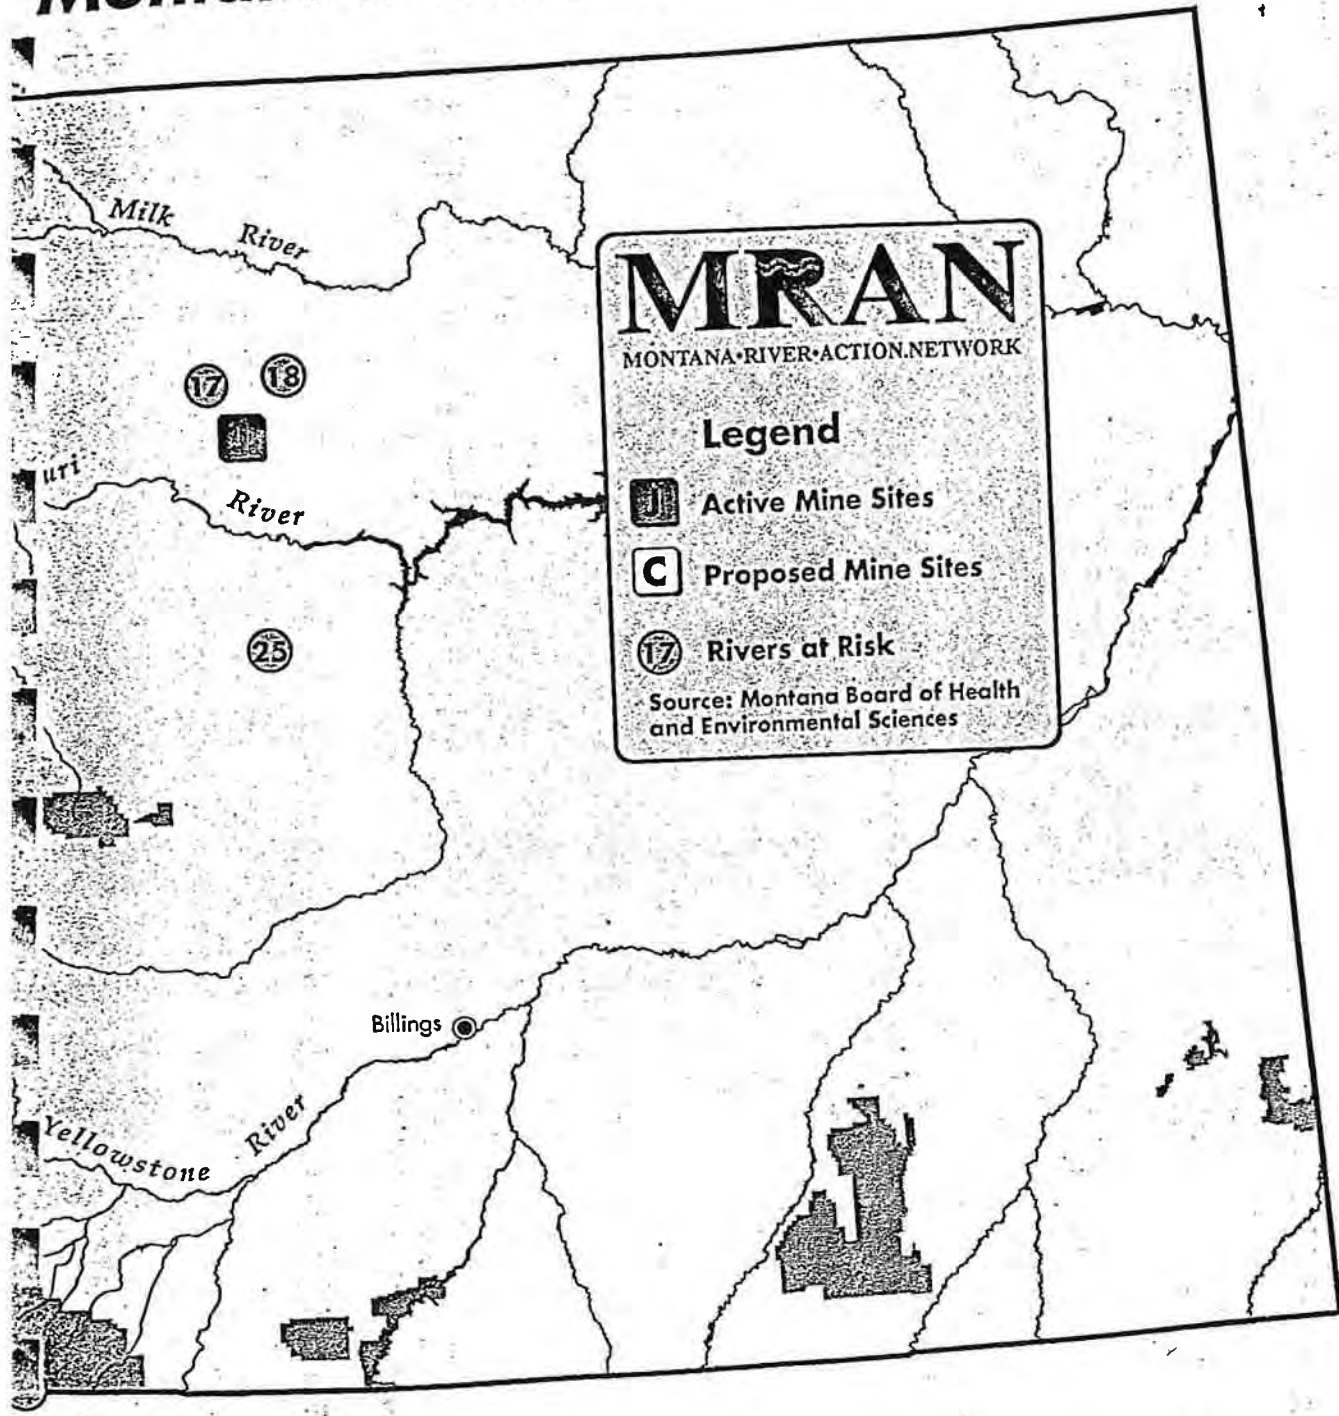 Milk River
17
18
uri
River
25
Billings
Yellowstone River
MRAN
MONTANA•RIVER•ACTION.NETWORK
Legend
J Active Mine Sites
C Proposed Mine Sites
17 Rivers at Risk
Source: Montana Board of Health
and Environmental Sciences